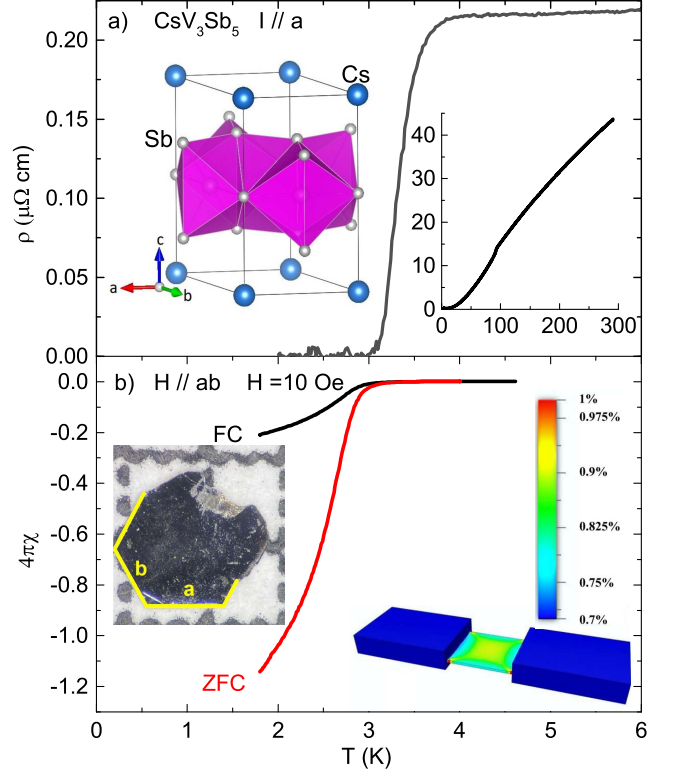 a) CsV3Sb5 I // a
0.20
0.15
0.10
0.05
0.00
ρ (μΩ cm)
Cs
Sb
c
a
b
40
30
20
10
0
0 100 200 300
b) H // ab H =10 Oe
0.0
-0.2
-0.4
-0.6
-0.8
-1.0
-1.2
4πχ
FC
ZFC
b
a
1%
0.975%
0.9%
0.825%
0.75%
0.7%
0 1 2 3 4 5 6
T (K)